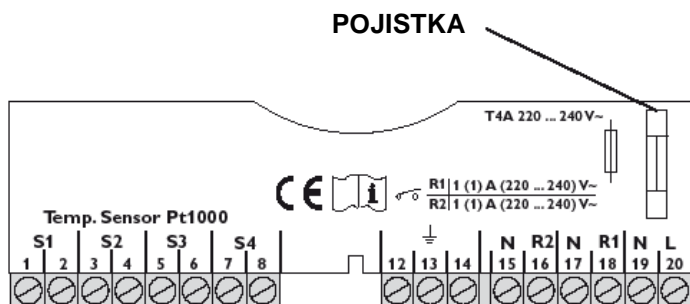 POJISTKA
T4A 220 ... 240 V~
CE i R1 1 (1) A (220 ... 240) V~
R2 1 (1) A (220 ... 240) V~
Temp. Sensor Pt1000
S1 S2 S3 S4 N R2 N R1 N L
1 2 3 4 5 6 7 8 12 13 14 15 16 17 18 19 20